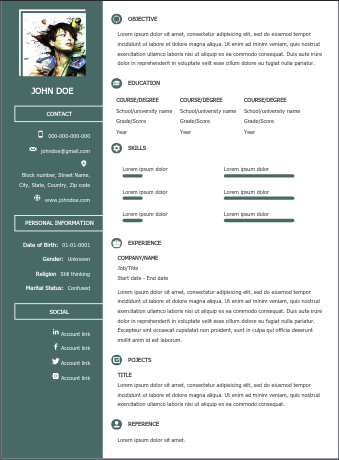 JOHN DOE
CONTACT
000-000-000-000
johndoe@gmail.com
Block number, Street Name,
City, State, Country, Zip code
www.johndoe.com
PERSONAL INFORMATION
Date of Birth: 01-01-0001
Gender: Unknown
Religion Still thinking
Marital Status: Confused
SOCIAL
Account link
Account link
Account link
Account link
OBJECTIVE
Lorem ipsum dolor sit amet, consectetur adipisicing elit, sed do eiusmod tempor
incididunt ut labore et dolore magna aliqua. Ut enim ad minim veniam, quis nostrud
exercitation ullamco laboris nisi ut aliquip ex ea commodo consequat. Duis aute irure
dolor in reprehenderit in voluptate velit esse cillum dolore eu fugiat nulla pariatur.
EDUCATION
COURSE/DEGREE COURSE/DEGREE COURSE/DEGREE
School/university name School/university name School/university name
Grade/Score Grade/Score Grade/Score
Year Year Year
SKILLS
Lorem ipsum dolor Lorem ipsum dolor
Lorem ipsum dolor Lorem ipsum dolor
Lorem ipsum dolor Lorem ipsum dolor
EXPERIENCE
COMPANY/NAME
Job/Title
Start date - End date
Lorem ipsum dolor sit amet, consectetur adipisicing elit, sed do eiusmod tempor
incididunt ut labore et dolore magna aliqua. Ut enim ad minim veniam, quis nostrud
exercitation ullamco laboris nisi ut aliquip ex ea commodo consequat. Duis aute irure
dolor in reprehenderit in voluptate velit esse cillum dolore eu fugiat nulla pariatur.
Excepteur sint occaecat cupidatat non proident, sunt in culpa qui officia deserunt
mollit anim id est laborum.
POJECTS
TITLE
Lorem ipsum dolor sit amet, consectetur adipisicing elit, sed do eiusmod tempor
incididunt ut labore et dolore magna aliqua. Ut enim ad minim veniam, quis nostrud
exercitation ullamco laboris nisi ut aliquip ex ea commodo consequat.
REFERENCE
Lorem ipsum dolor sit amet.